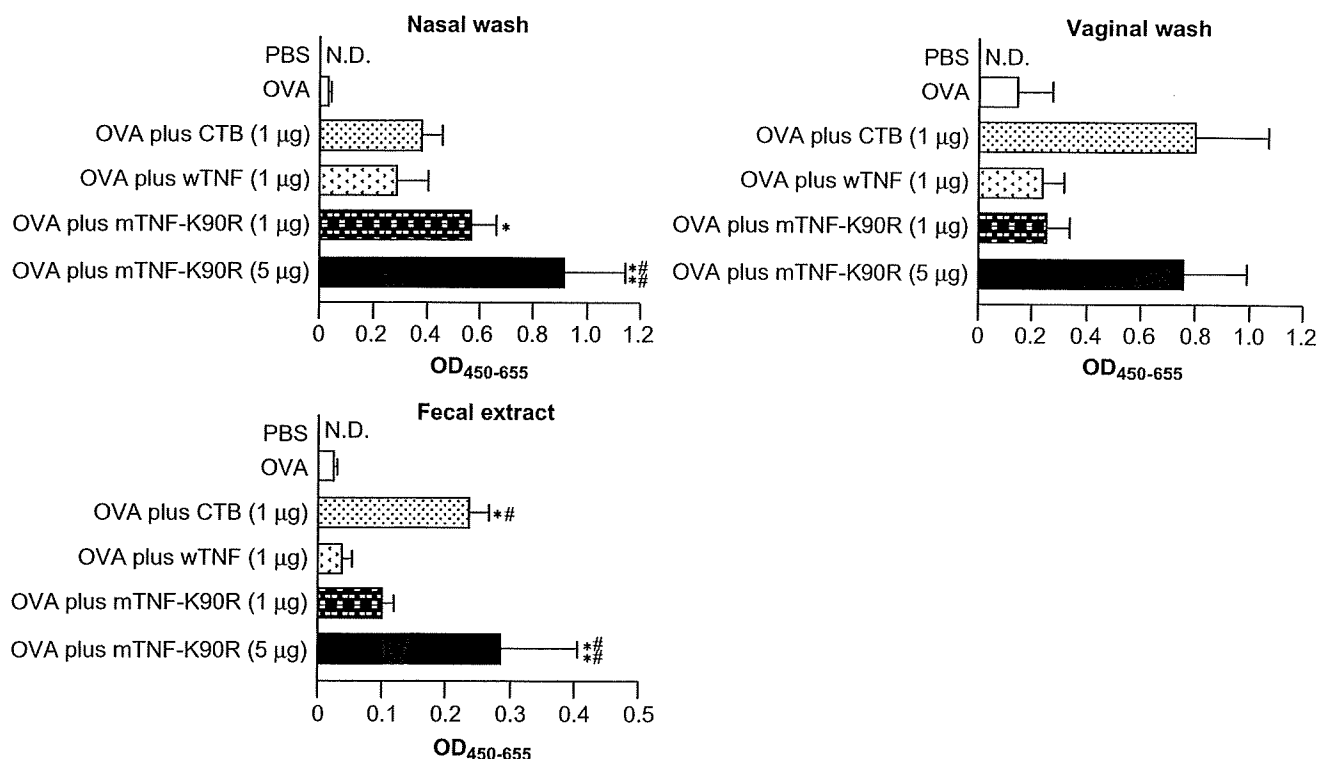 Nasal wash
PBS N.D.
OVA
OVA plus CTB (1 μg)
OVA plus wTNF (1 μg)
OVA plus mTNF-K90R (1 μg) *
OVA plus mTNF-K90R (5 μg) *#
*#
0 0.2 0.4 0.6 0.8 1.0 1.2
OD450-655
Vaginal wash
PBS N.D.
OVA
OVA plus CTB (1 μg)
OVA plus wTNF (1 μg)
OVA plus mTNF-K90R (1 μg)
OVA plus mTNF-K90R (5 μg)
0 0.2 0.4 0.6 0.8 1.0 1.2
OD450-655
Fecal extract
PBS N.D.
OVA
OVA plus CTB (1 μg) *#
OVA plus wTNF (1 μg)
OVA plus mTNF-K90R (1 μg)
OVA plus mTNF-K90R (5 μg) *#
*#
0 0.1 0.2 0.3 0.4 0.5
OD450-655